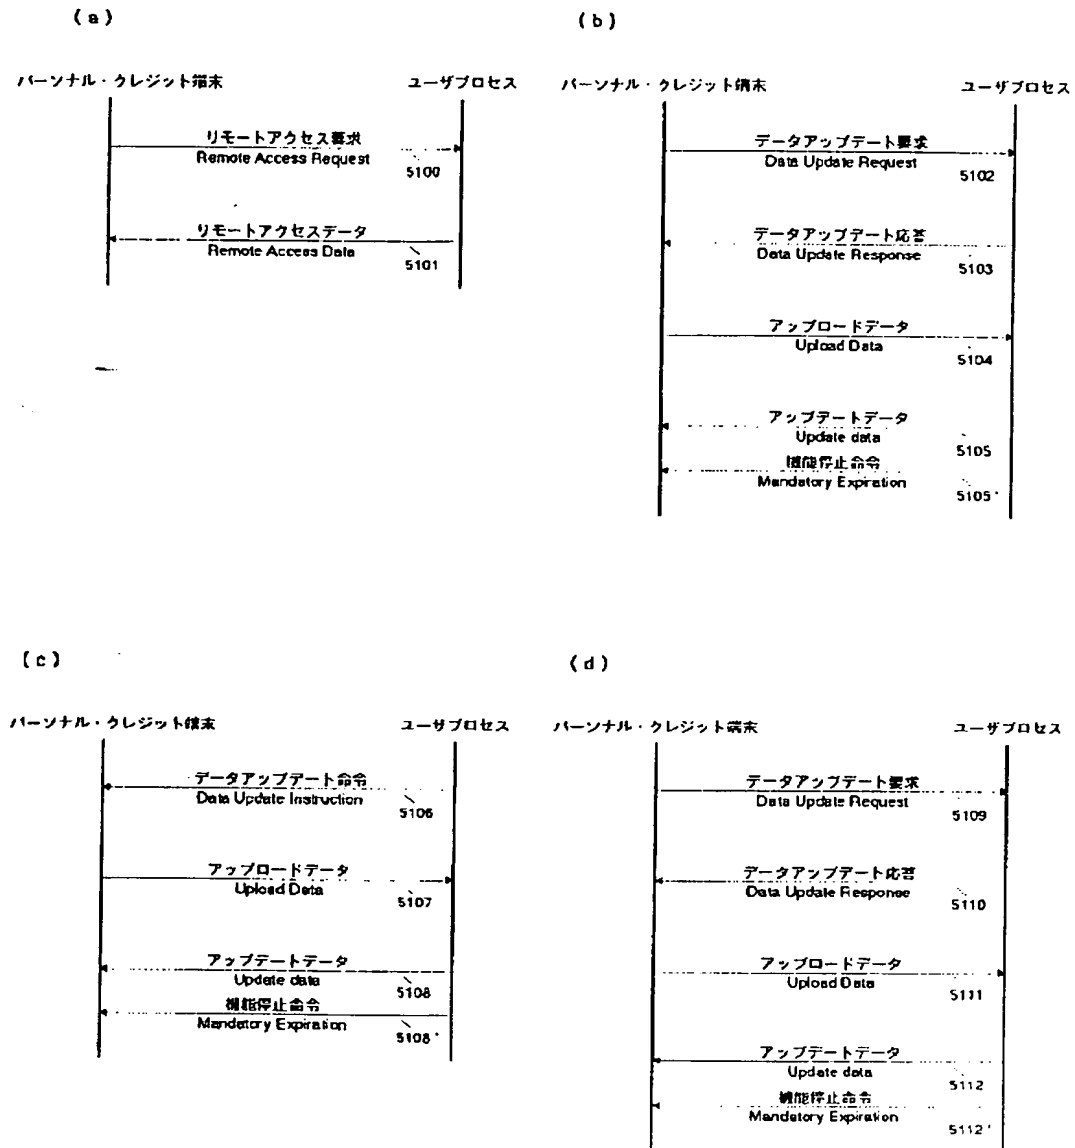 (a)
パーソナル・クレジット端末 ユーザプロセス
リモートアクセス要求
Remote Access Request
5100
リモートアクセスデータ
Remote Access Data
5101
(b)
パーソナル・クレジット端末 ユーザプロセス
データアップデート要求
Data Update Request
5102
データアップデート応答
Data Update Response
5103
アップロードデータ
Upload Data
5104
アップデートデータ
Update data
5105
機能停止命令
Mandatory Expiration
5105'
(c)
パーソナル・クレジット端末 ユーザプロセス
データアップデート命令
Data Update Instruction
5106
アップロードデータ
Upload Data
5107
アップデートデータ
Update data
5108
機能停止命令
Mandatory Expiration
5108'
(d)
パーソナル・クレジット端末 ユーザプロセス
データアップデート要求
Data Update Request
5109
データアップデート応答
Data Update Response
5110
アップロードデータ
Upload Data
5111
アップデートデータ
Update data
5112
機能停止命令
Mandatory Expiration
5112'